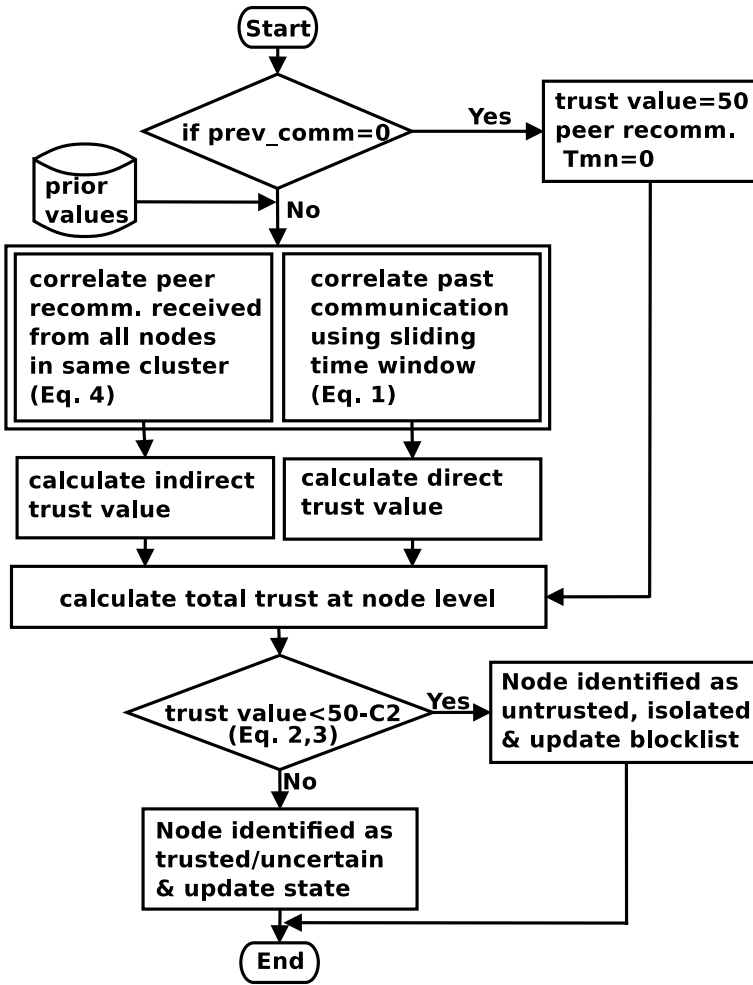 Start
if prev_comm=0
Yes
trust value=50
peer recomm.
Tmn=0
prior
values
No
correlate peer
recomm. received
from all nodes
in same cluster
(Eq. 4)
correlate past
communication
using sliding
time window
(Eq. 1)
calculate indirect
trust value
calculate direct
trust value
calculate total trust at node level
trust value<50-C2
(Eq. 2,3)
Yes
Node identified as
untrusted, isolated
& update blocklist
No
Node identified as
trusted/uncertain
& update state
End